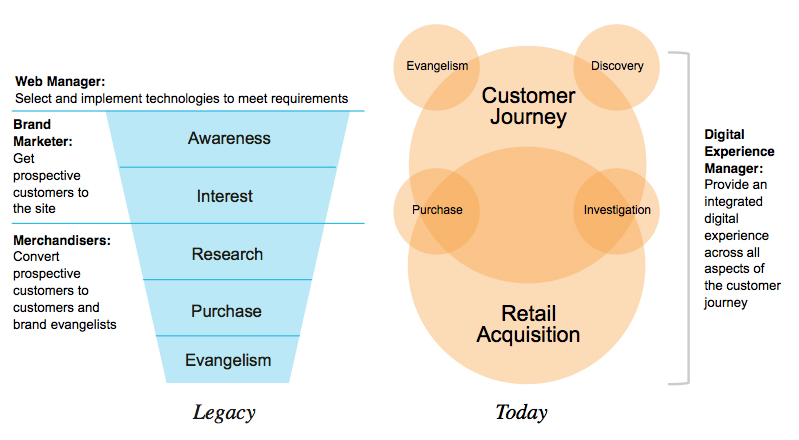 Web Manager:
Select and implement technologies to meet requirements
Brand
Marketer:
Get
prospective
customers to
the site
Merchandisers:
Convert
prospective
customers to
customers and
brand evangelists
Awareness
Interest
Research
Purchase
Evangelism
Legacy
Evangelism
Discovery
Customer
Journey
Purchase
Investigation
Retail
Acquisition
Today
Digital
Experience
Manager:
Provide an
integrated
digital
experience
across all
aspects of
the customer
journey